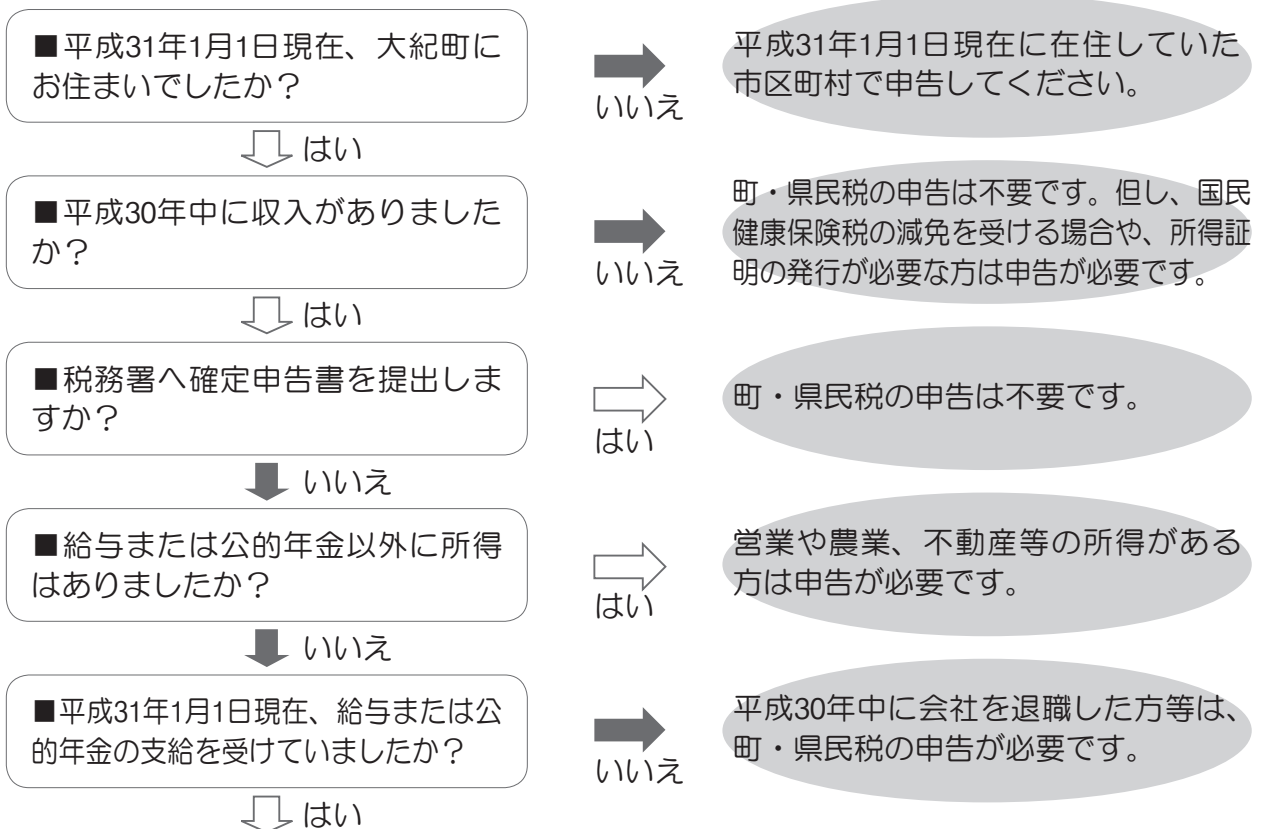 ■平成31年1月1日現在、大紀町に
お住まいでしたか？
いいえ
平成31年1月1日現在に在住していた
市区町村で申告してください。
はい
■平成30年中に収入がありました
か？
いいえ
町・県民税の申告は不要です。但し、国民
健康保険税の減免を受ける場合や、所得証
明の発行が必要な方は申告が必要です。
はい
■税務署へ確定申告書を提出しま
すか？
はい
町・県民税の申告は不要です。
いいえ
■給与または公的年金以外に所得
はありましたか？
はい
営業や農業、不動産等の所得がある
方は申告が必要です。
いいえ
■平成31年1月1日現在、給与または公
的年金の支給を受けていましたか？
いいえ
平成30年中に会社を退職した方等は、
町・県民税の申告が必要です。
はい